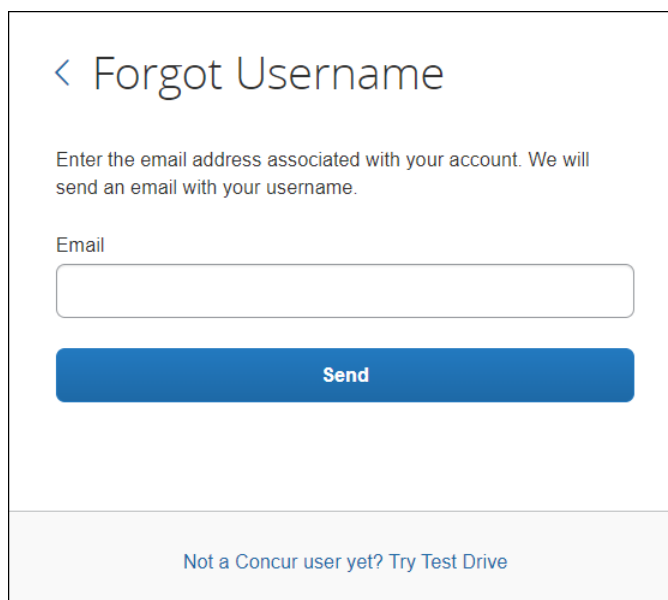 Forgot Username
Enter the email address associated with your account. We will
send an email with your username.
Email
Send
Not a Concur user yet? Try Test Drive